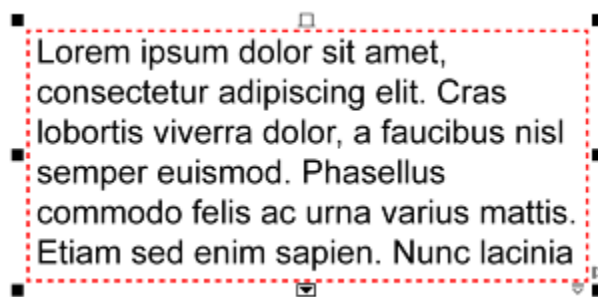 Lorem ipsum dolor sit amet,
consectetur adipiscing elit. Cras
lobortis viverra dolor, a faucibus nisl
semper euismod. Phasellus
commodo felis ac urna varius mattis.
Etiam sed enim sapien. Nunc lacinia